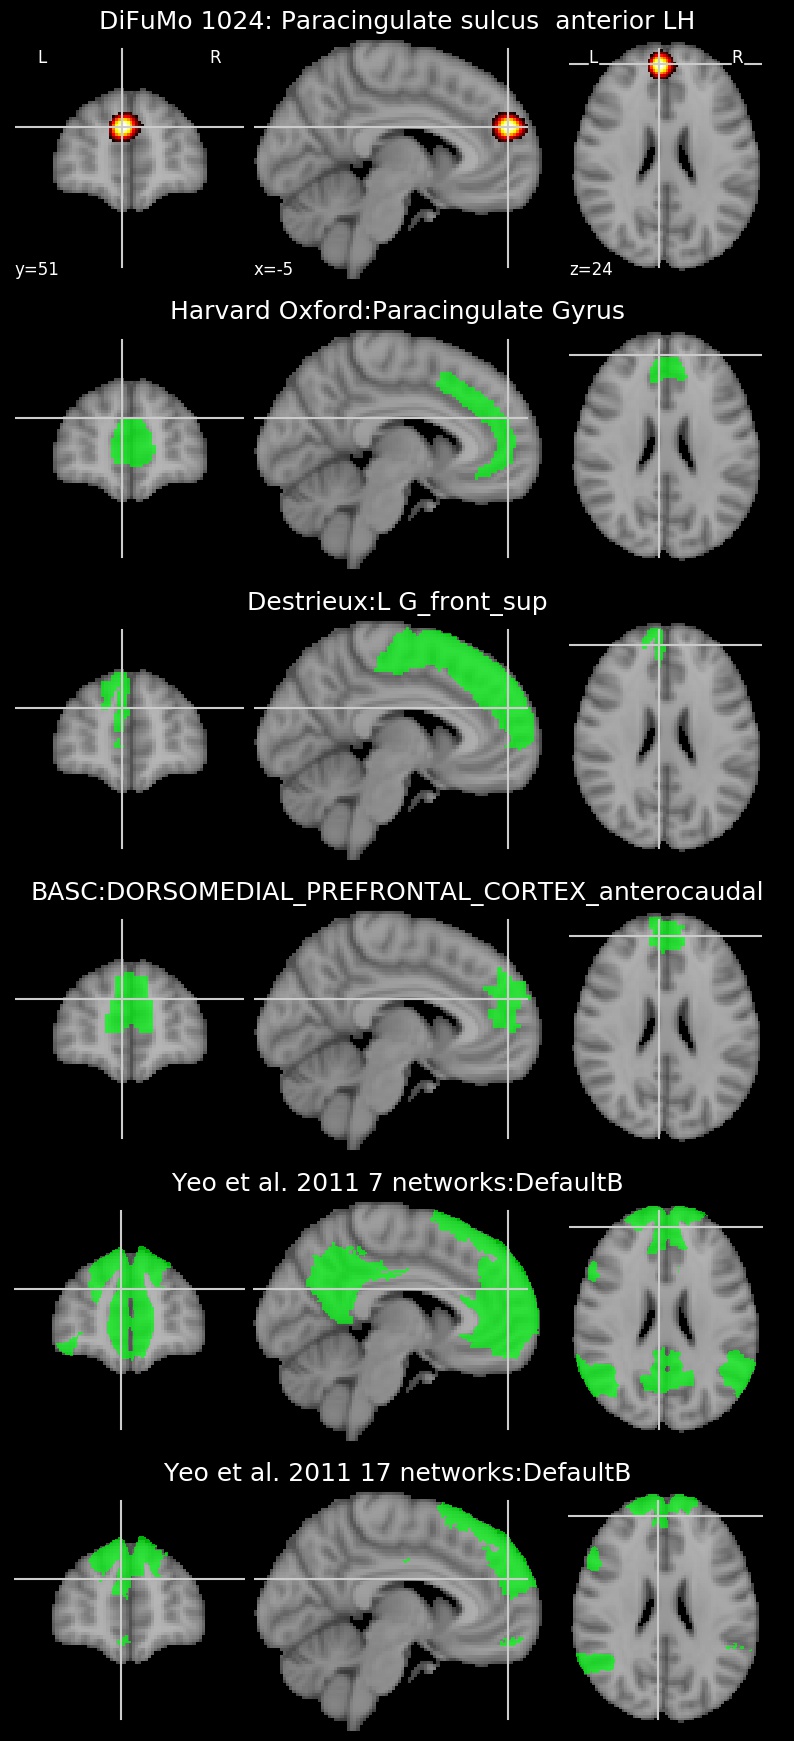 DiFuMo 1024: Paracingulate sulcus  anterior LH
L R L R
y=51 x=-5 z=24
Harvard Oxford:Paracingulate Gyrus
Destrieux:L G_front_sup
BASC:DORSOMEDIAL_PREFRONTAL_CORTEX_anterocaudal
Yeo et al. 2011 7 networks:DefaultB
Yeo et al. 2011 17 networks:DefaultB